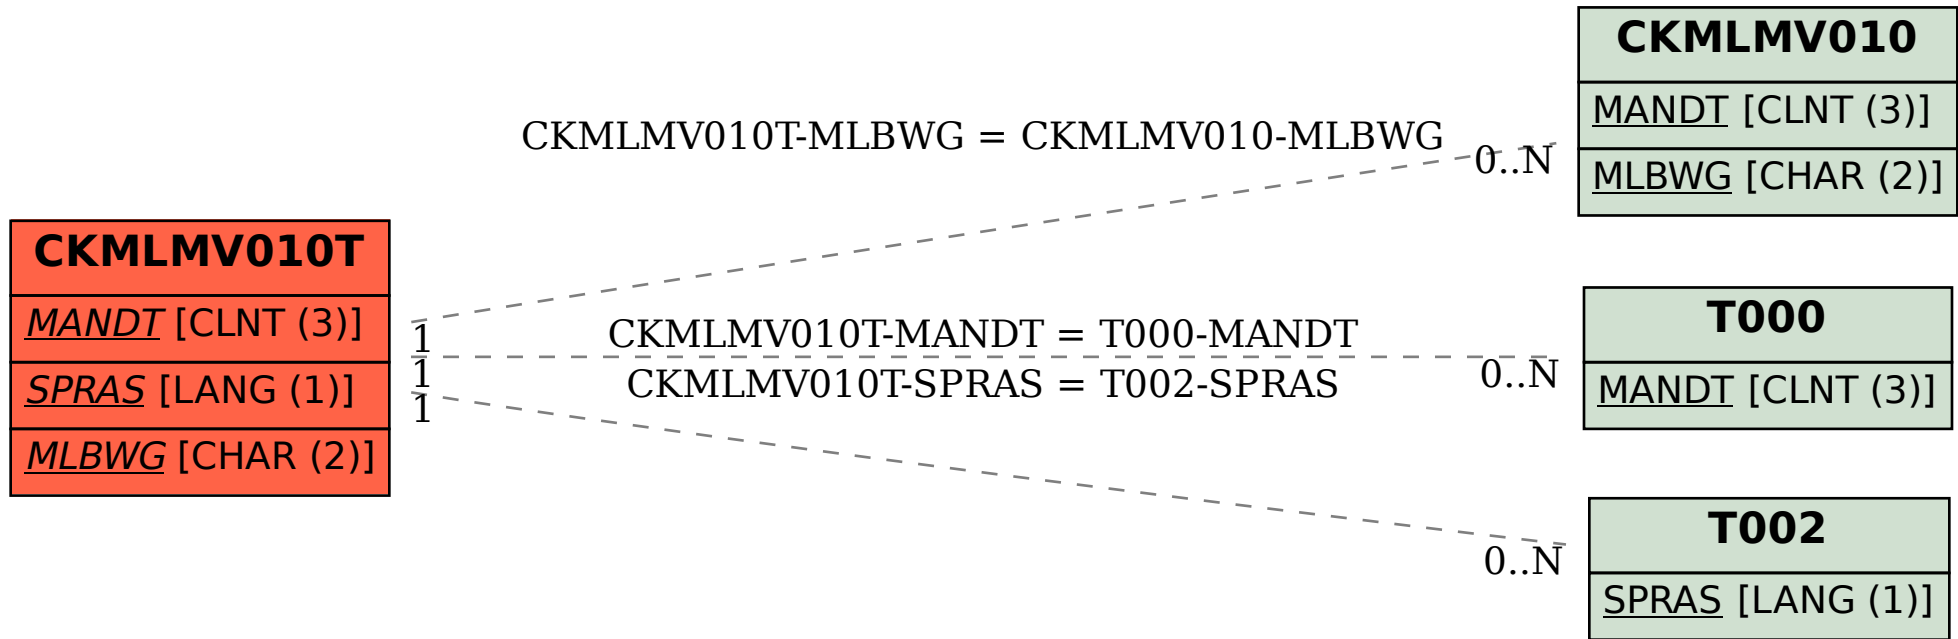 CKMLMV010T
MANDT [CLNT (3)]
SPRAS [LANG (1)]
MLBWG [CHAR (2)]
CKMLMV010T-MLBWG = CKMLMV010-MLBWG
0..N
1
CKMLMV010T-MANDT = T000-MANDT
0..N
1
CKMLMV010T-SPRAS = T002-SPRAS
0..N
1
CKMLMV010
MANDT [CLNT (3)]
MLBWG [CHAR (2)]
T000
MANDT [CLNT (3)]
T002
SPRAS [LANG (1)]